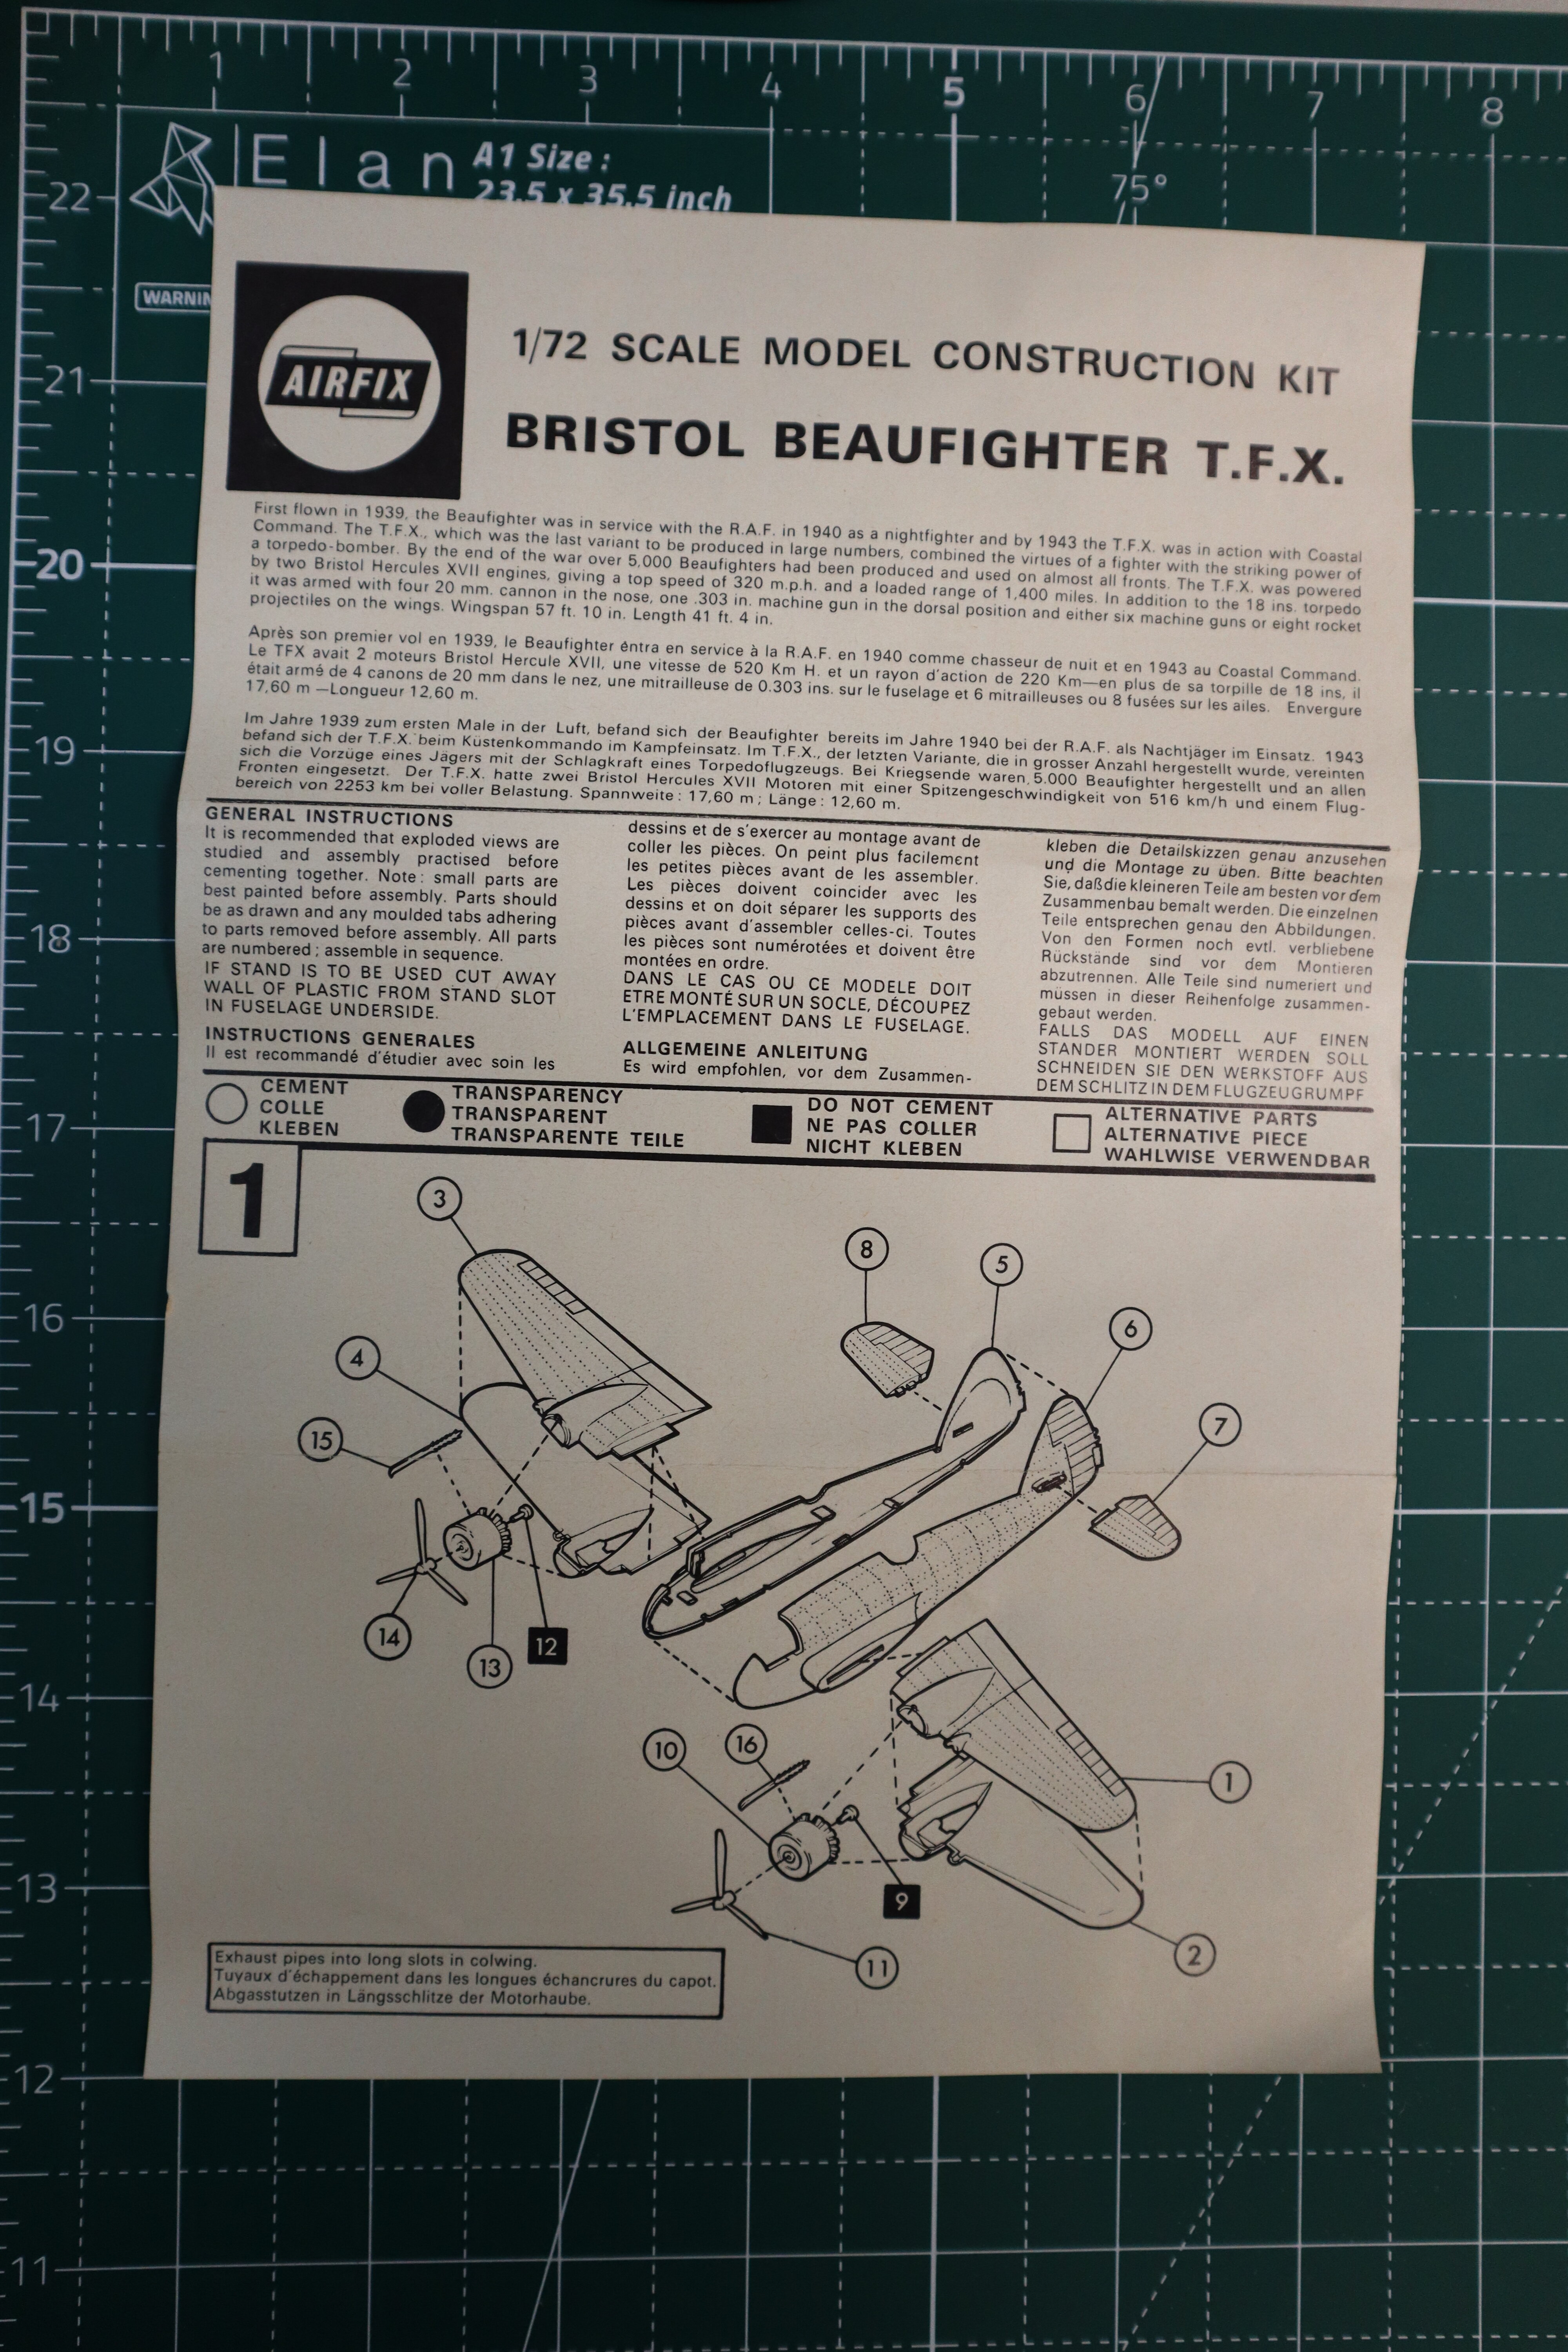 1 2 3 4 5 6 7 8
Elan A1 Size :
23.5 x 35.5 inch
75°
22
21
20
19
18
17
16
15
14
13
12
11
AIRFIX
1/72 SCALE MODEL CONSTRUCTION KIT
BRISTOL BEAUFIGHTER T.F.X.
First flown in 1939, the Beaufighter was in service with the R.A.F. in 1940 as a nightfighter and by 1943 the T.F.X. was in action with Coastal
Command. The T.F.X., which was the last variant to be produced in large numbers, combined the virtues of a fighter with the striking power of
a torpedo-bomber. By the end of the war over 5,000 Beaufighters had been produced and used on almost all fronts. The T.F.X. was powered
by two Bristol Hercules XVII engines, giving a top speed of 320 m.p.h. and a loaded range of 1,400 miles. In addition to the 18 ins. torpedo
it was armed with four 20 mm. cannon in the nose, one .303 in. machine gun in the dorsal position and either six machine guns or eight rocket
projectiles on the wings. Wingspan 57 ft. 10 in. Length 41 ft. 4 in.
Après son premier vol en 1939, le Beaufighter éntra en service à la R.A.F. en 1940 comme chasseur de nuit et en 1943 au Coastal Command.
Le TFX avait 2 moteurs Bristol Hercule XVII, une vitesse de 520 Km H. et un rayon d'action de 220 Km—en plus de sa torpille de 18 ins, il
était armé de 4 canons de 20 mm dans le nez, une mitrailleuse de 0.303 ins. sur le fuselage et 6 mitrailleuses ou 8 fusées sur les ailes. Envergure
17,60 m —Longueur 12,60 m.
Im Jahre 1939 zum ersten Male in der Luft, befand sich der Beaufighter bereits im Jahre 1940 bei der R.A.F. als Nachtjäger im Einsatz. 1943
befand sich der T.F.X. beim Küstenkommando im Kampfeinsatz. Im T.F.X., der letzten Variante, die in grosser Anzahl hergestellt wurde, vereinten
sich die Vorzüge eines Jägers mit der Schlagkraft eines Torpedoflugzeugs. Bei Kriegsende waren 5.000 Beaufighter hergestellt und an allen
Fronten eingesetzt. Der T.F.X. hatte zwei Bristol Hercules XVII Motoren mit einer Spitzengeschwindigkeit von 516 km/h und einem Flug-
bereich von 2253 km bei voller Belastung. Spannweite: 17,60 m; Länge: 12,60 m.
GENERAL INSTRUCTIONS
It is recommended that exploded views are
studied and assembly practised before
cementing together. Note: small parts are
best painted before assembly. Parts should
be as drawn and any moulded tabs adhering
to parts removed before assembly. All parts
are numbered; assemble in sequence.
IF STAND IS TO BE USED CUT AWAY
WALL OF PLASTIC FROM STAND SLOT
IN FUSELAGE UNDERSIDE.
INSTRUCTIONS GENERALES
Il est recommandé d'étudier avec soin les
dessins et de s'exercer au montage avant de
coller les pièces. On peint plus facilement
les petites pièces avant de les assembler.
Les pièces doivent coincider avec les
dessins et on doit séparer les supports des
pièces avant d'assembler celles-ci. Toutes
les pièces sont numérotées et doivent être
montées en ordre.
DANS LE CAS OU CE MODELE DOIT
ETRE MONTÉ SUR UN SOCLE, DÉCOUPEZ
L'EMPLACEMENT DANS LE FUSELAGE.
ALLGEMEINE ANLEITUNG
Es wird empfohlen, vor dem Zusammen-
kleben die Detailskizzen genau anzusehen
und die Montage zu üben. Bitte beachten
Sie, daßdie kleineren Teile am besten vor dem
Zusammenbau bemalt werden. Die einzelnen
Teile entsprechen genau den Abbildungen.
Von den Formen noch evtl. verbliebene
Rückstände sind vor dem Montieren
abzutrennen. Alle Teile sind numeriert und
müssen in dieser Reihenfolge zusammen-
gebaut werden.
FALLS DAS MODELL AUF EINEN
STANDER MONTIERT WERDEN SOLL
SCHNEIDEN SIE DEN WERKSTOFF AUS
DEM SCHLITZ IN DEM FLUGZEUGRUMPF
CEMENT
COLLE
KLEBEN
TRANSPARENCY
TRANSPARENT
TRANSPARENTE TEILE
DO NOT CEMENT
NE PAS COLLER
NICHT KLEBEN
ALTERNATIVE PARTS
ALTERNATIVE PIECE
WAHLWISE VERWENDBAR
1
3
8
5
6
4
7
15
14
13
12
10
16
1
9
11
2
Exhaust pipes into long slots in colwing.
Tuyaux d'échappement dans les longues échancrures du capot.
Abgasstutzen in Längsschlitze der Motorhaube.